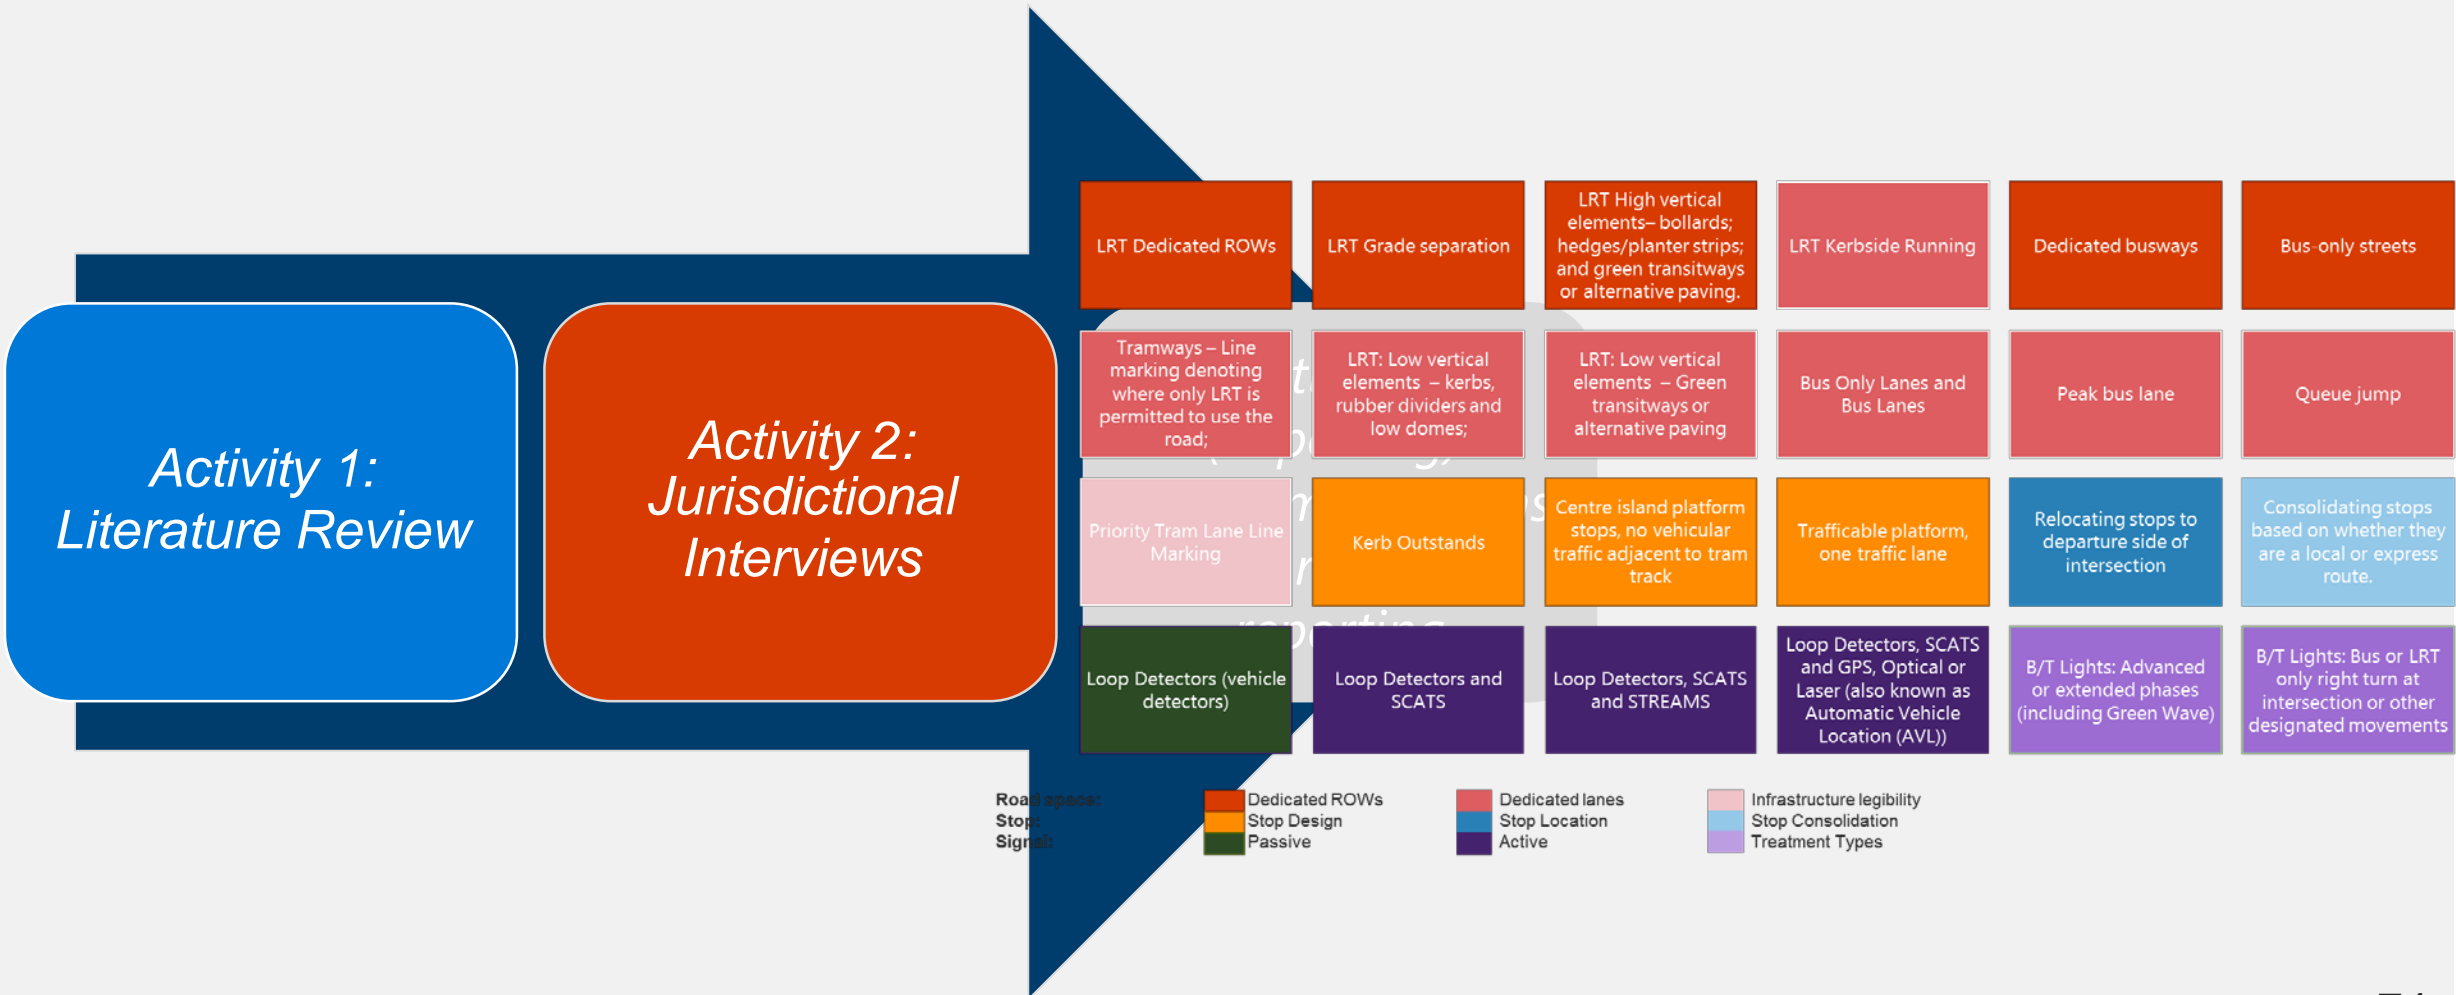 Activity 1:
Literature Review
Activity 2:
Jurisdictional
Interviews
LRT Dedicated ROWs
LRT Grade separation
LRT High vertical
elements– bollards;
hedges/planter strips;
and green transitways
or alternative paving.
LRT Kerbside Running
Dedicated busways
Bus-only streets
Tramways – Line
marking denoting
where only LRT is
permitted to use the
road;
LRT: Low vertical
elements – kerbs,
rubber dividers and
low domes;
LRT: Low vertical
elements – Green
transitways or
alternative paving
Bus Only Lanes and
Bus Lanes
Peak bus lane
Queue jump
Priority Tram Lane Line
Marking
Kerb Outstands
Centre island platform
stops, no vehicular
traffic adjacent to tram
track
Trafficable platform,
one traffic lane
Relocating stops to
departure side of
intersection
Consolidating stops
based on whether they
are a local or express
route.
reporting
Loop Detectors (vehicle
detectors)
Loop Detectors and
SCATS
Loop Detectors, SCATS
and STREAMS
Loop Detectors, SCATS
and GPS, Optical or
Laser (also known as
Automatic Vehicle
Location (AVL))
B/T Lights: Advanced
or extended phases
(including Green Wave)
B/T Lights: Bus or LRT
only right turn at
intersection or other
designated movements
Road space: Dedicated ROWs Dedicated lanes Infrastructure legibility
Stop: Stop Design Stop Location Stop Consolidation
Signal: Passive Active Treatment Types